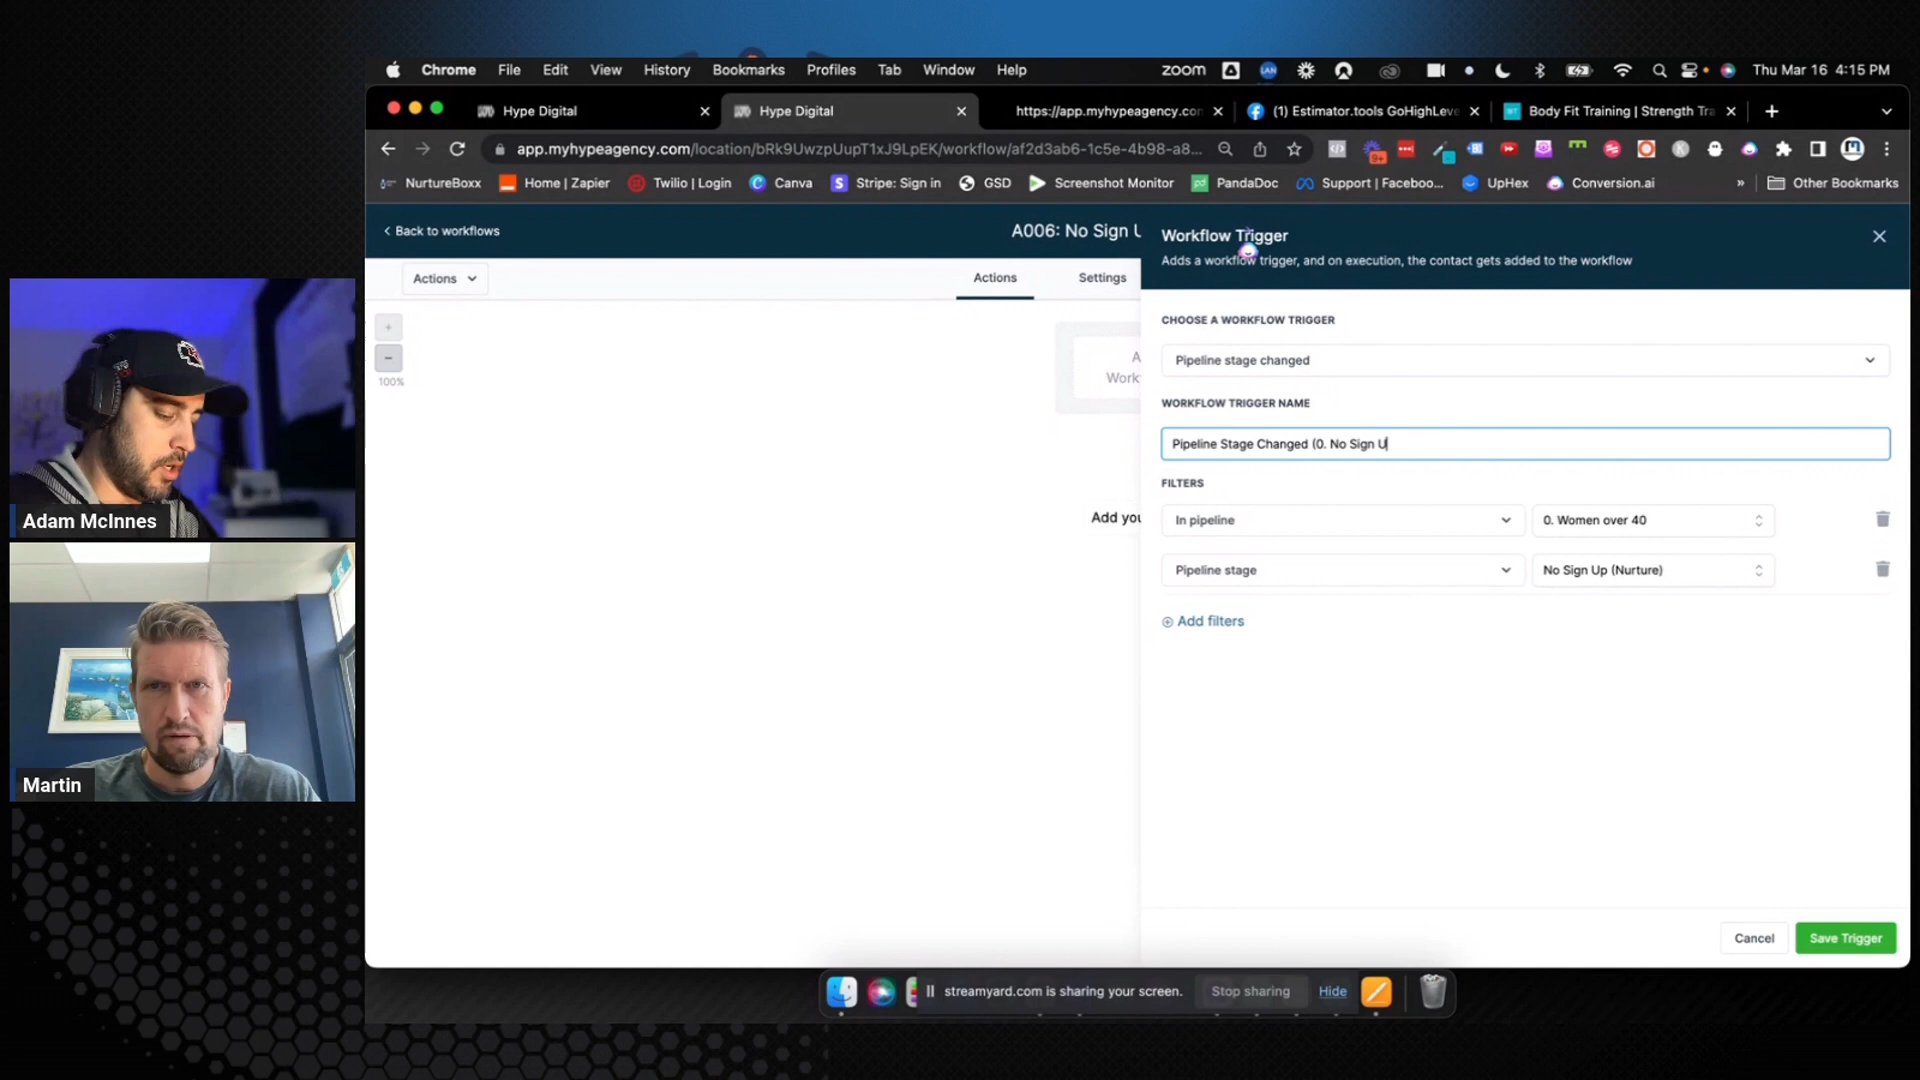 Chrome File Edit View History Bookmarks Profiles Tab Window Help zoom LAN Thu Mar 16 4:15 PM
Hype Digital Hype Digital https://app.myhypeagency.con (1) Estimator.tools GoHighLeve Body Fit Training | Strength Tra
app.myhypeagency.com/location/bRk9UwzpUupT1xJ9LpEK/workflow/af2d3ab6-1c5e-4b98-a8... 9+
NurtureBoxx Home | Zapier Twilio | Login Canva Stripe: Sign in GSD Screenshot Monitor PandaDoc Support | Faceboo... UpHex Conversion.ai » Other Bookmarks
Back to workflows
A006: No Sign U
Actions
Actions Settings
100%
A
Work
Add you
Workflow Trigger
Adds a workflow trigger, and on execution, the contact gets added to the workflow
CHOOSE A WORKFLOW TRIGGER
Pipeline stage changed
WORKFLOW TRIGGER NAME
Pipeline Stage Changed (0. No Sign U
FILTERS
In pipeline 0. Women over 40
Pipeline stage No Sign Up (Nurture)
Add filters
Cancel Save Trigger
streamyard.com is sharing your screen. Stop sharing Hide
Adam McInnes
Martin